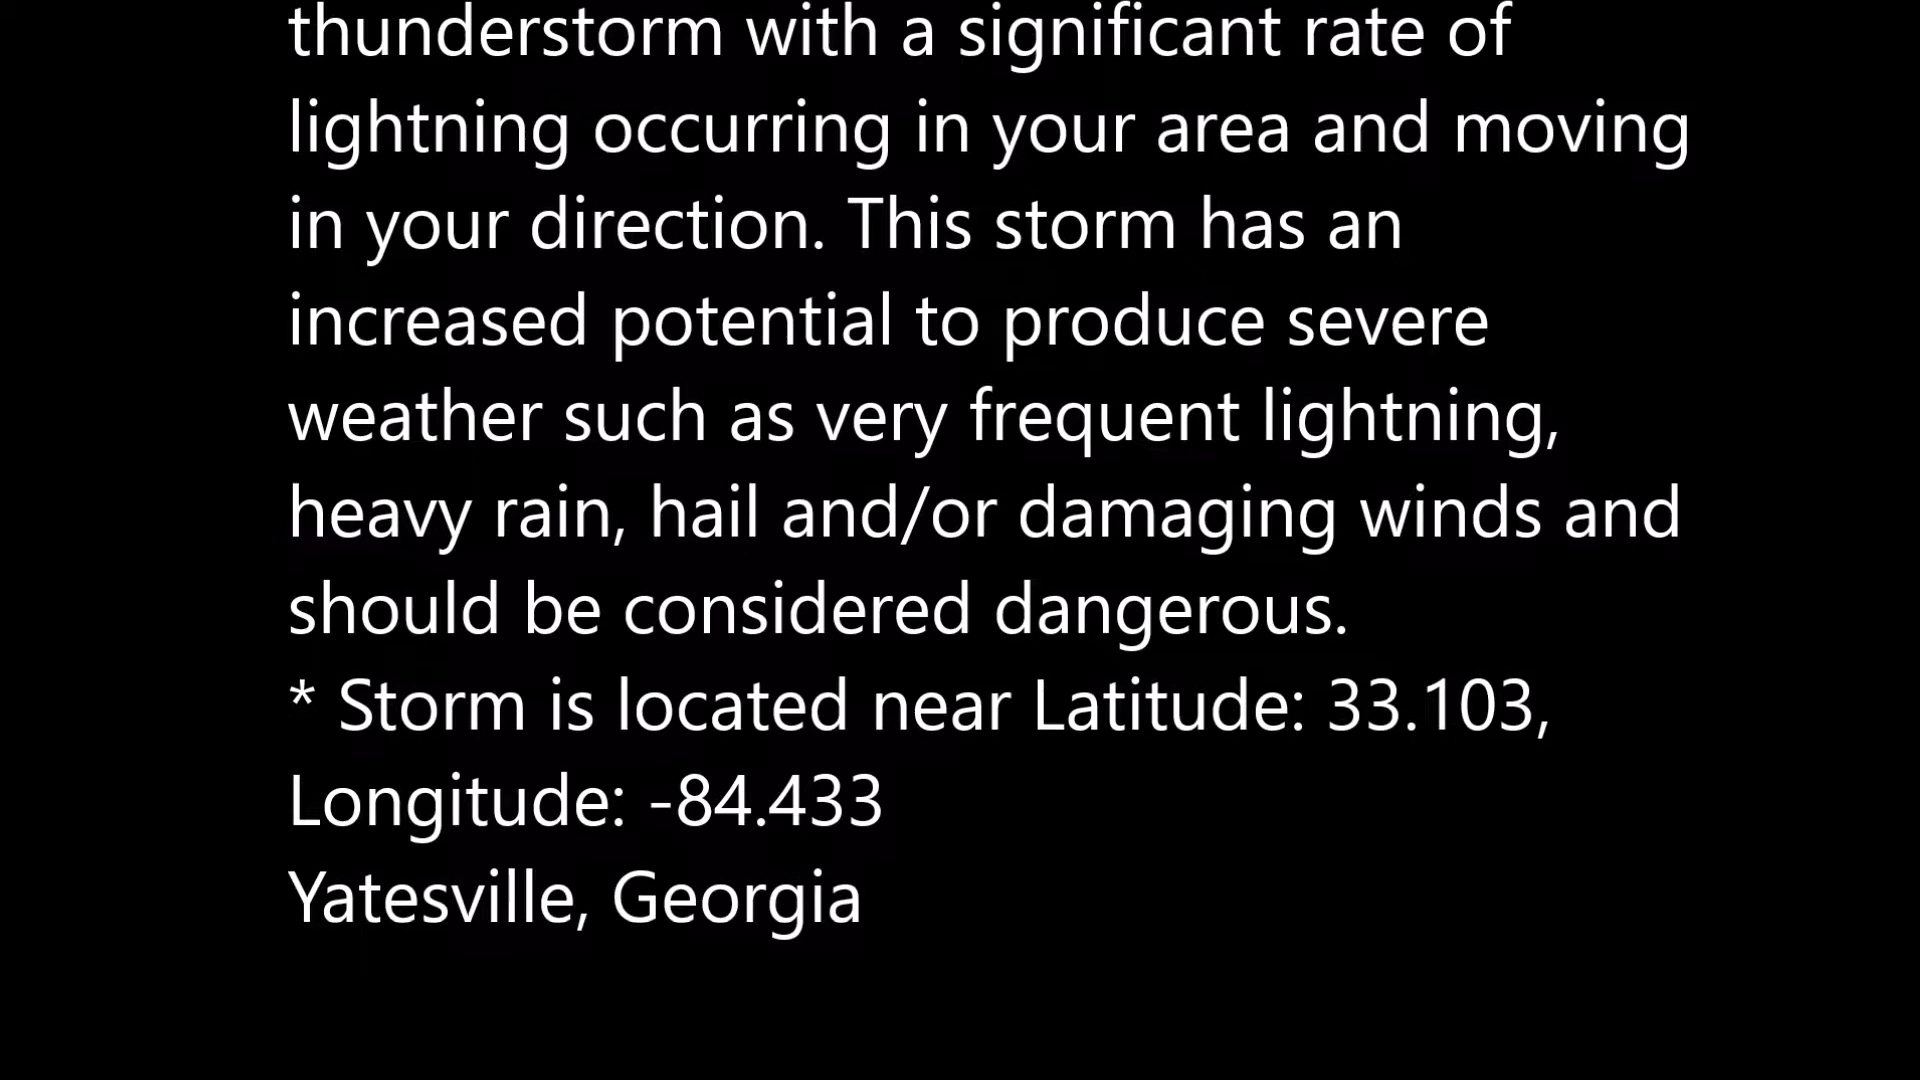 thunderstorm with a significant rate of
lightning occurring in your area and moving
in your direction. This storm has an
increased potential to produce severe
weather such as very frequent lightning,
heavy rain, hail and/or damaging winds and
should be considered dangerous.
* Storm is located near Latitude: 33.103,
Longitude: -84.433
Yatesville, Georgia